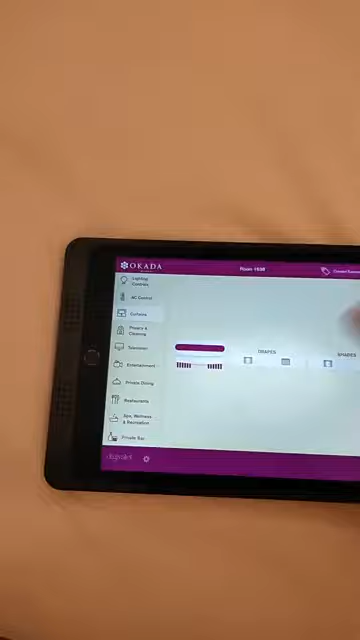 OKADA
Room 1938
Lighting
Controls
AC Control
Curtains
Privacy &
Cleaning
Television
Entertainment
Private Dining
Restaurants
Spa, Wellness
& Recreation
Private Bar
DRAPES
SHADES